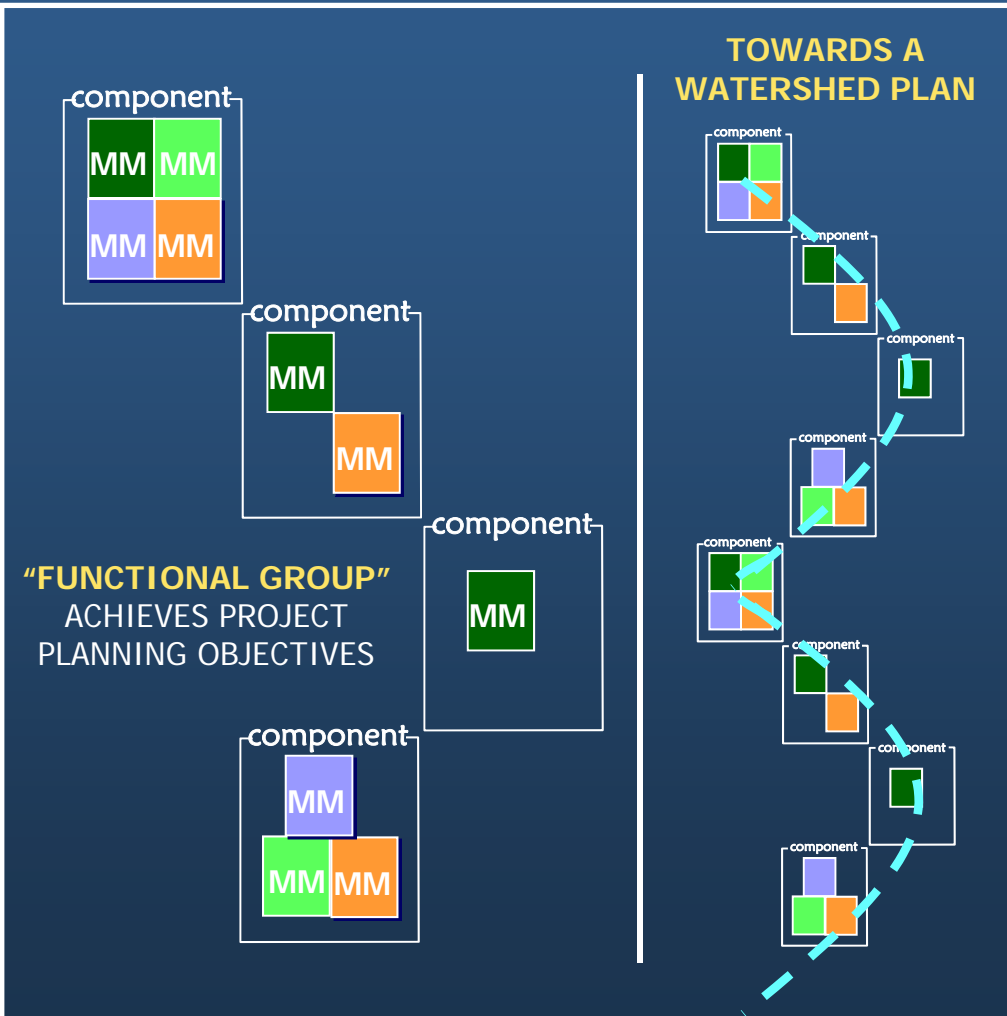 component
MM MM
MM MM
component
MM
MM
component
MM
“FUNCTIONAL GROUP”
ACHIEVES PROJECT
PLANNING OBJECTIVES
component
MM
MM MM
TOWARDS A
WATERSHED PLAN
component
component
component
component
component
component
component
component